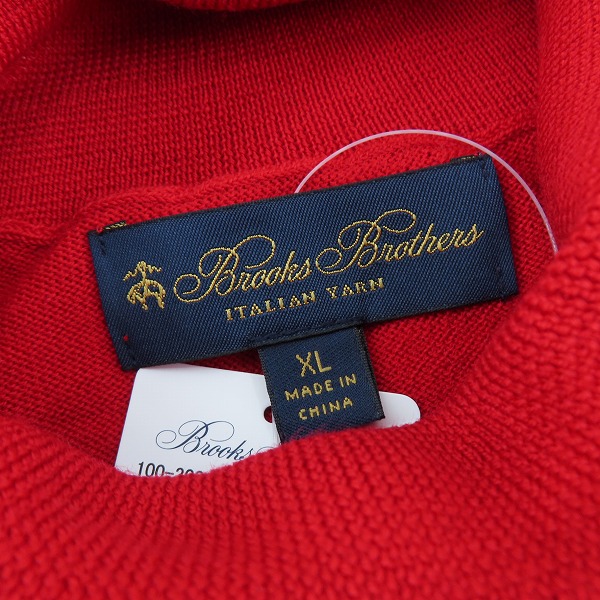 Brooks Brothers
ITALIAN YARN
XL
MADE IN
CHINA
Brooks